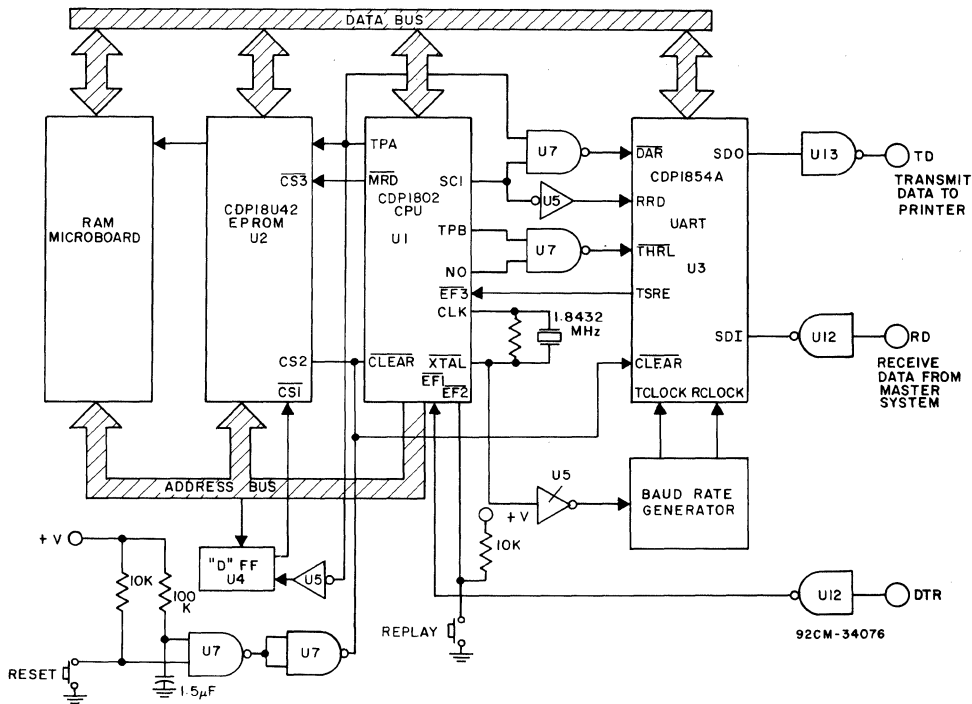 DATA BUS
RAM
MICROBOARD
CDP18U42
EPROM
U2
CS3
CS2
CS1
TPA
MRD
CDP1802
CPU
U1
SC1
TPB
N0
EF3
CLK
CLEAR
XTAL
EF1
EF2
U7
U5
U7
1.8432
MHz
DAR
SDO
CDP1854A
RRD
UART
THRL
U3
TSRE
SDI
CLEAR
TCLOCK RCLOCK
U13
TD
TRANSMIT
DATA TO
PRINTER
U12
RD
RECEIVE
DATA FROM
MASTER
SYSTEM
ADDRESS BUS
U5
BAUD RATE
GENERATOR
+V
10K
+V
10K
100
K
"D" FF
U4
U5
U12
DTR
92CM-34076
REPLAY
RESET
U7
U7
1.5µF